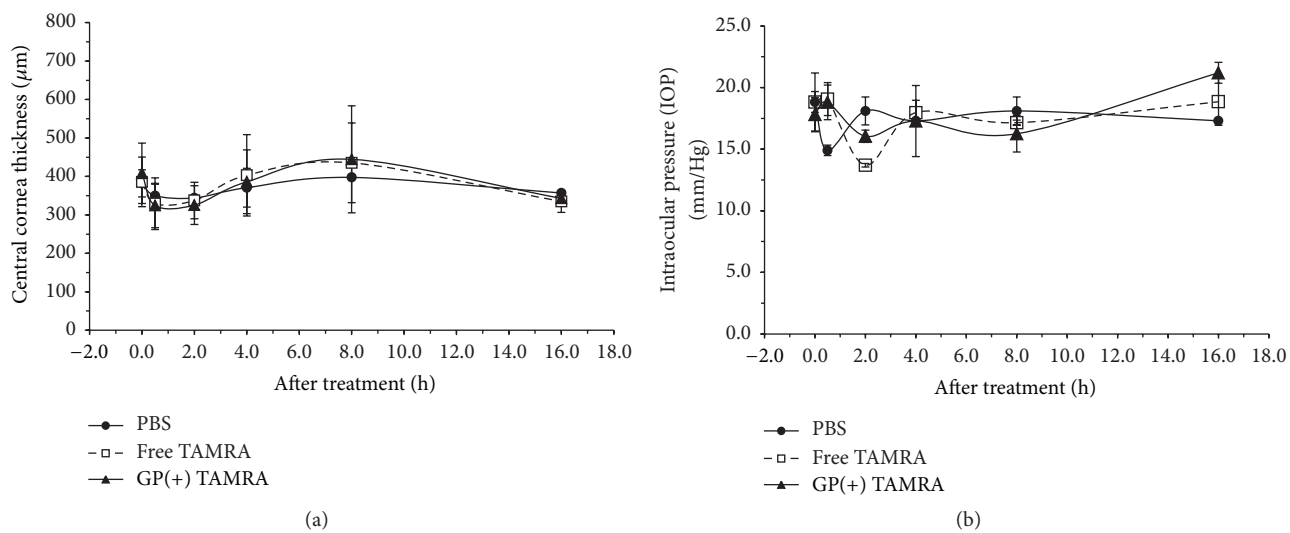 800
700
600
500
400
300
200
100
0
Central cornea thickness (μm)
−2.0 0.0 2.0 4.0 6.0 8.0 10.0 12.0 14.0 16.0 18.0
After treatment (h)
PBS
Free TAMRA
GP(+) TAMRA
(a)
25.0
20.0
15.0
10.0
5.0
0.0
Intraocular pressure (IOP)
(mm/Hg)
−2.0 0.0 2.0 4.0 6.0 8.0 10.0 12.0 14.0 16.0 18.0
After treatment (h)
PBS
Free TAMRA
GP(+) TAMRA
(b)